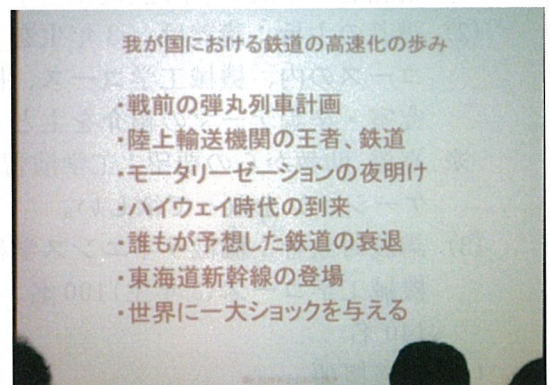 我が国における鉄道の高速化の歩み
・戦前の弾丸列車計画
・陸上輸送機関の王者、鉄道
・モータリーゼーションの夜明け
・ハイウェイ時代の到来
・誰もが予想した鉄道の衰退
・東海道新幹線の登場
・世界に一大ショックを与える